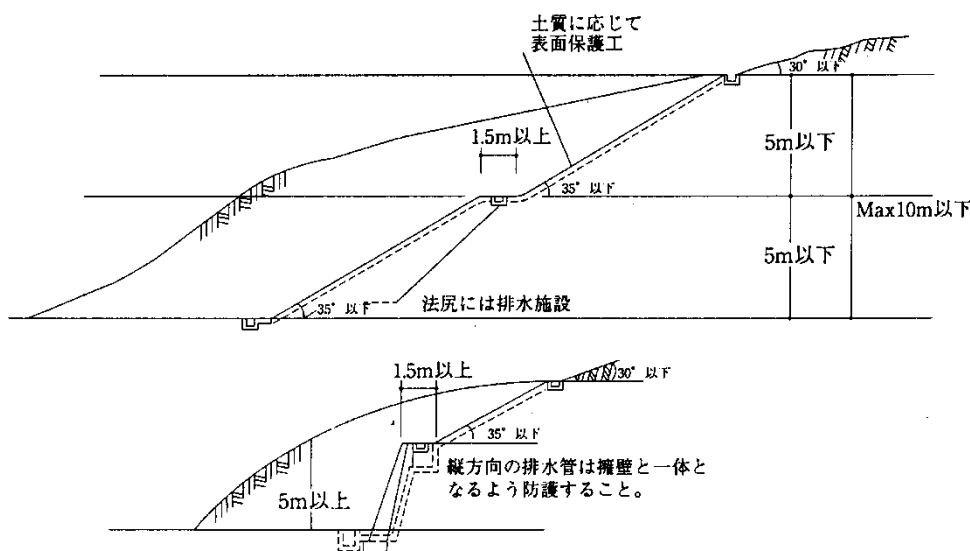 土質に応じて
表面保護工
30° 以下
1.5m以上
5m以下
35° 以下
Max10m以下
5m以下
35° 以下
法尻には排水施設
1.5m以上
30° 以下
35° 以下
縦方向の排水管は擁壁と一体と
なるよう防護すること。
5m以上